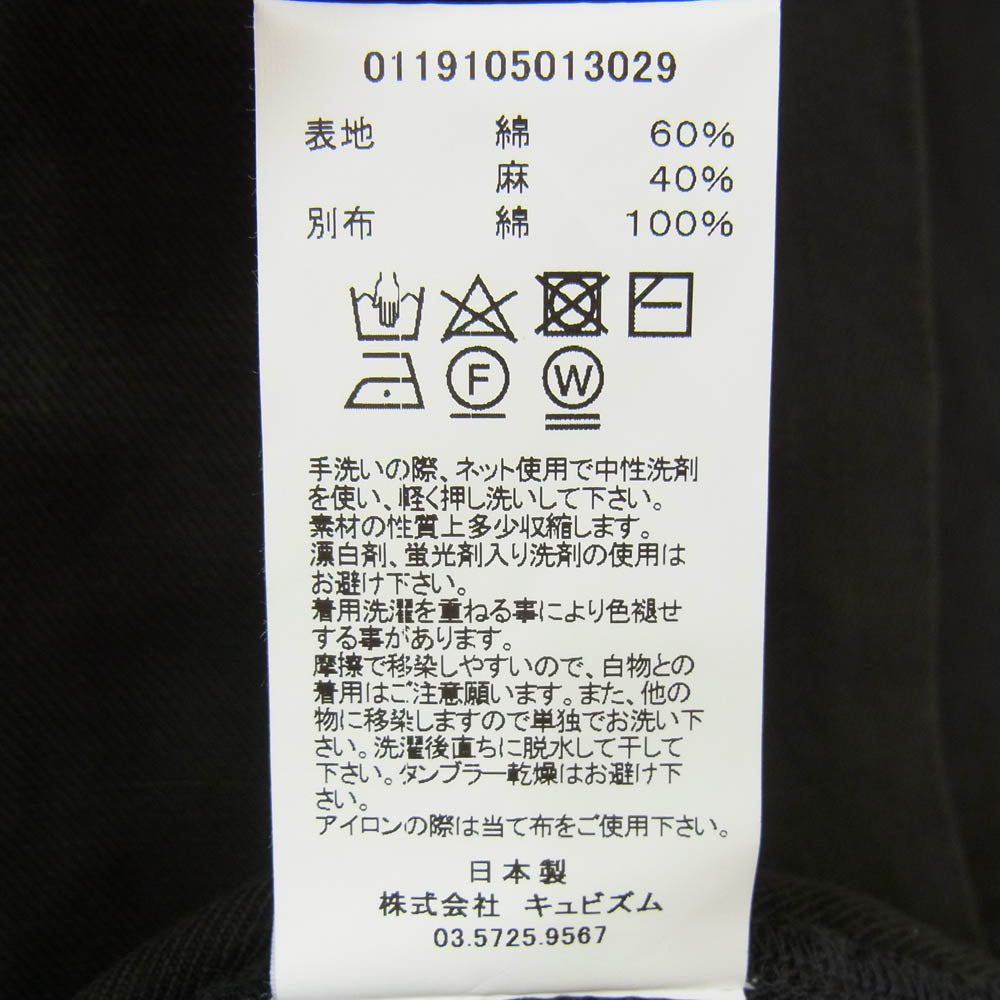 0119105013029
表地 綿 60%
麻 40%
別布 綿 100%
F W
手洗いの際、ネット使用で中性洗剤
を使い、軽く押し洗いして下さい。
素材の性質上多少収縮します。
漂白剤、蛍光剤入り洗剤の使用は
お避け下さい。
着用洗濯を重ねる事により色褪せ
する事があります。
摩擦で移染しやすいので、白物との
着用はご注意願います。また、他の
物に移染しますので単独でお洗い下
さい。洗濯後直ちに脱水して干して
下さい。タンブラー乾燥はお避け下
さい。
アイロンの際は当て布をご使用下さい。
日本製
株式会社 キュビズム
03.5725.9567